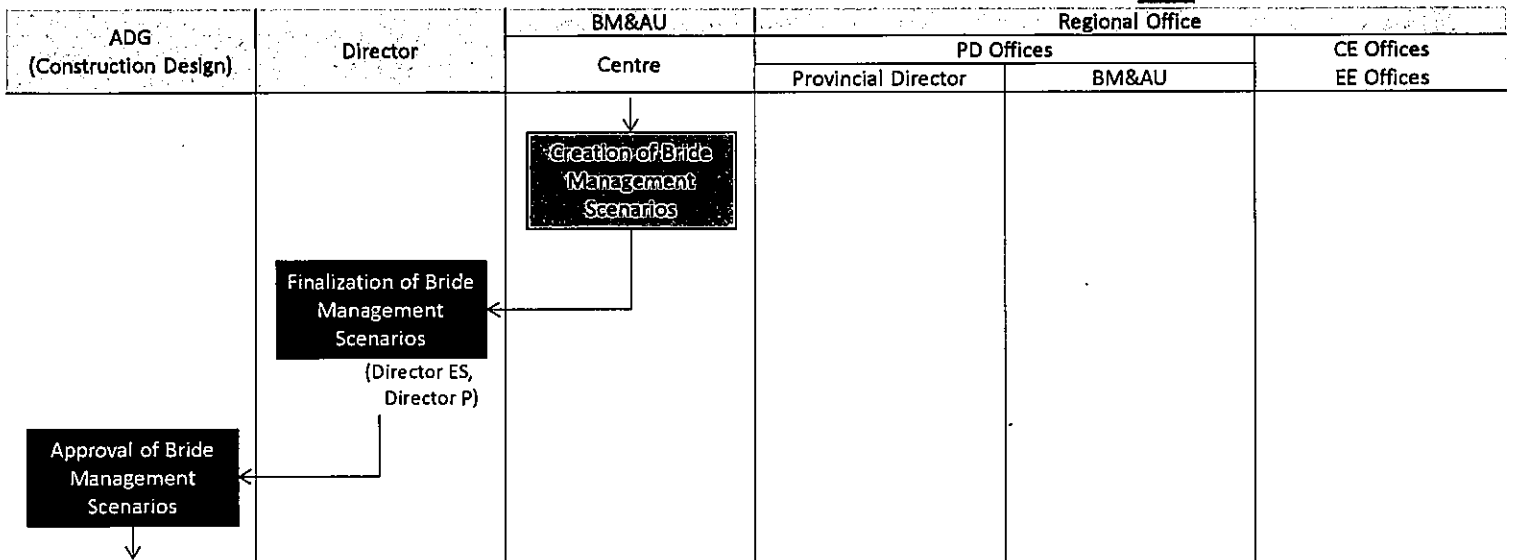 ADG
(Construction Design)
Director
BM&AU
Centre
Regional Office
PD Offices
Provincial Director
BM&AU
CE Offices
EE Offices
Creation of Bride
Management
Scenarios
Finalization of Bride
Management
Scenarios
(Director ES,
Director P)
Approval of Bride
Management
Scenarios